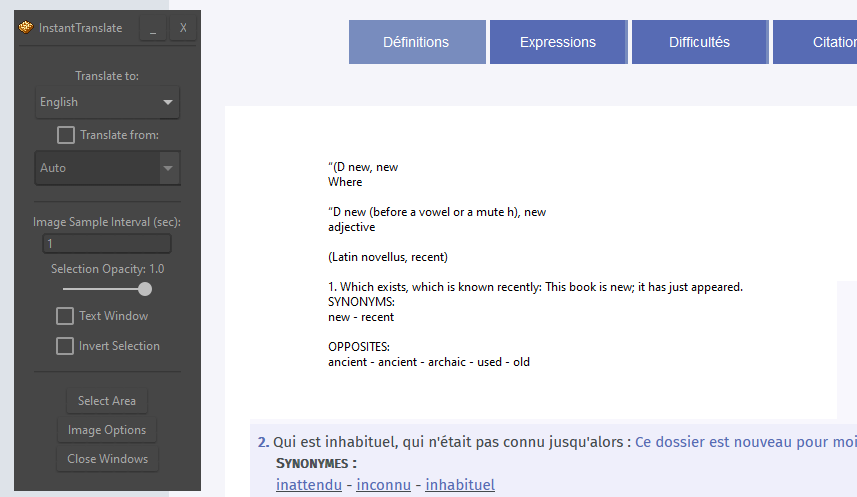 InstantTranslate _ X
Translate to:
English
Translate from:
Auto
Image Sample Interval (sec):
1
Selection Opacity: 1.0
Text Window
Invert Selection
Select Area
Image Options
Close Windows
Définitions Expressions Difficultés Citation
"(D new, new
Where
"D new (before a vowel or a mute h), new
adjective
(Latin novellus, recent)
1. Which exists, which is known recently: This book is new; it has just appeared.
SYNONYMS:
new - recent
OPPOSITES:
ancient - ancient - archaic - used - old
2. Qui est inhabituel, qui n'était pas connu jusqu'alors : Ce dossier est nouveau pour moi
SYNONYMES :
inattendu - inconnu - inhabituel